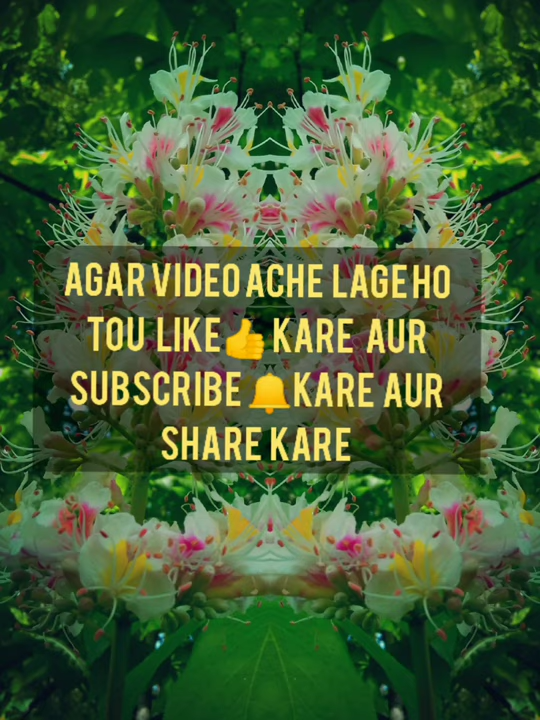 AGAR VIDEO ACHE LAGE HO
TOU LIKE👍 KARE AUR
SUBSCRIBE 🔔KARE AUR
SHARE KARE